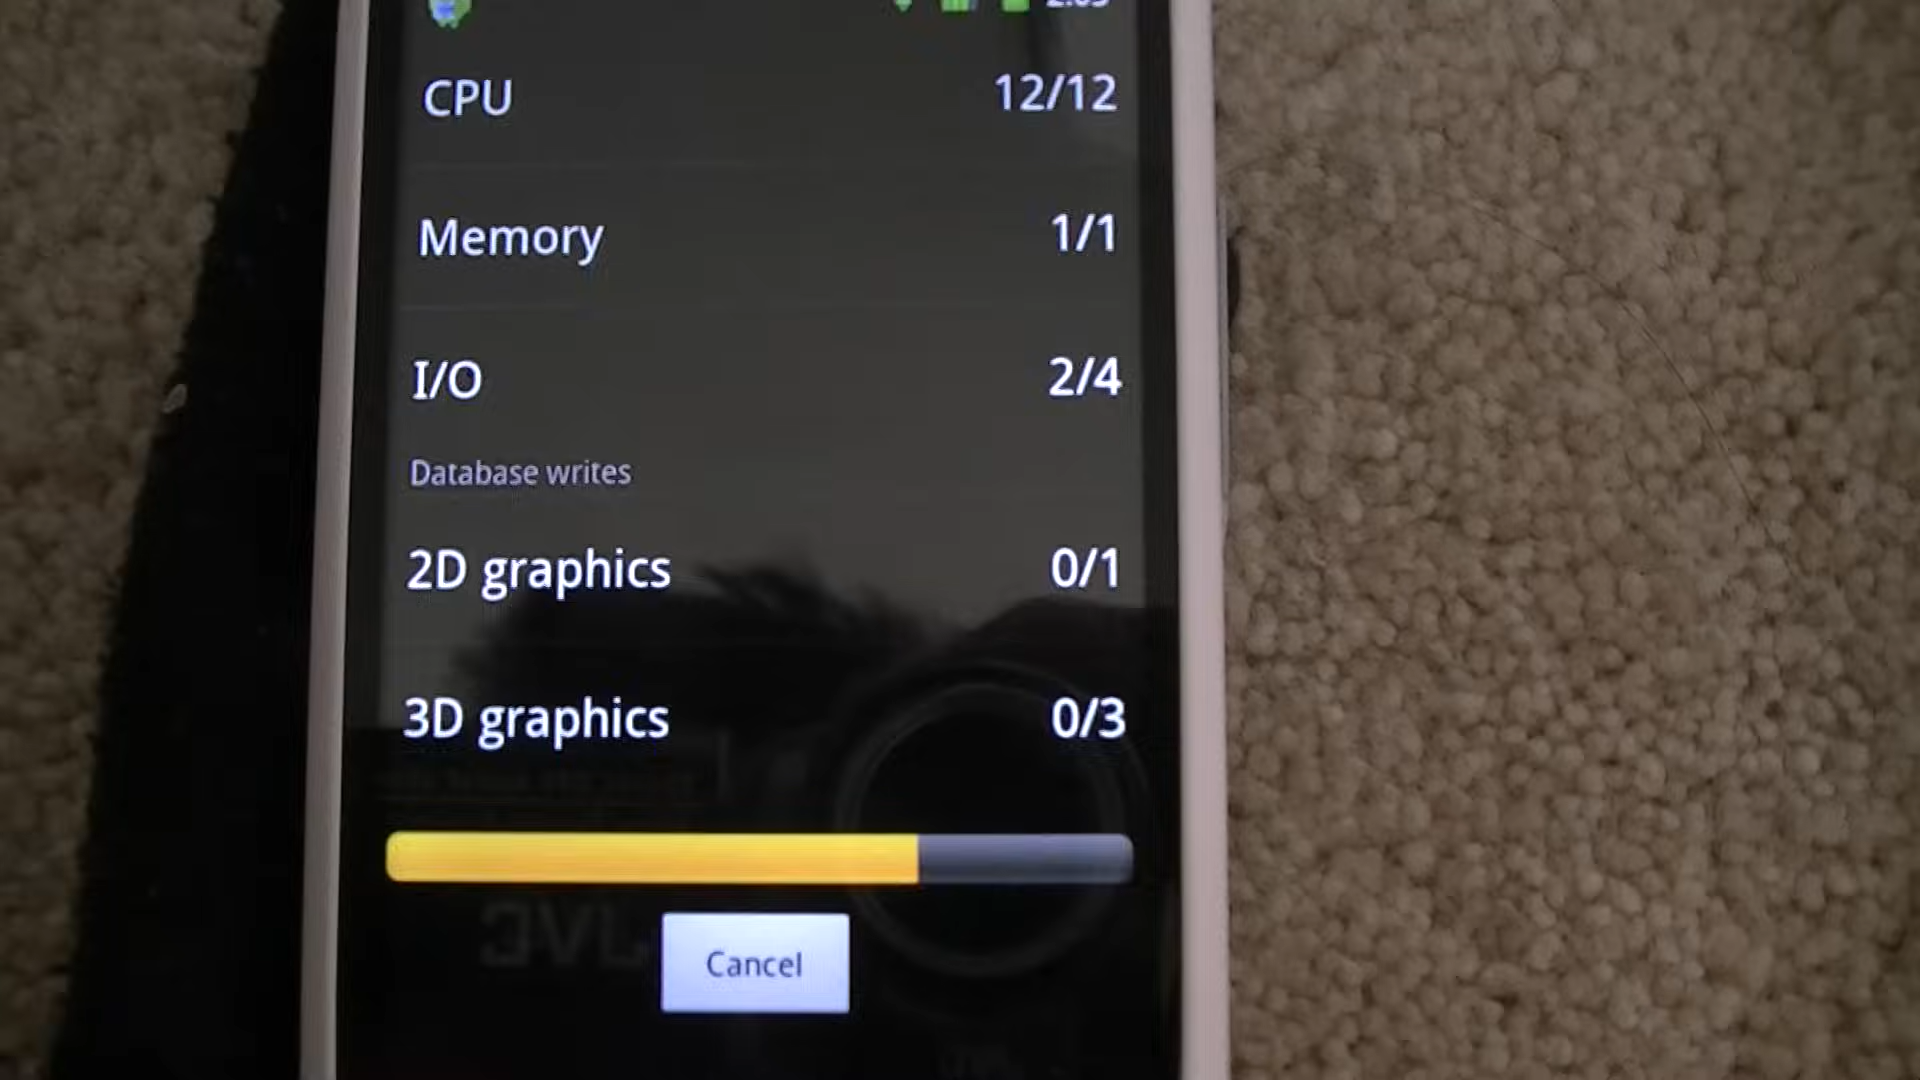 CPU 12/12
Memory 1/1
I/O 2/4
Database writes
2D graphics 0/1
3D graphics 0/3
JVC
Cancel